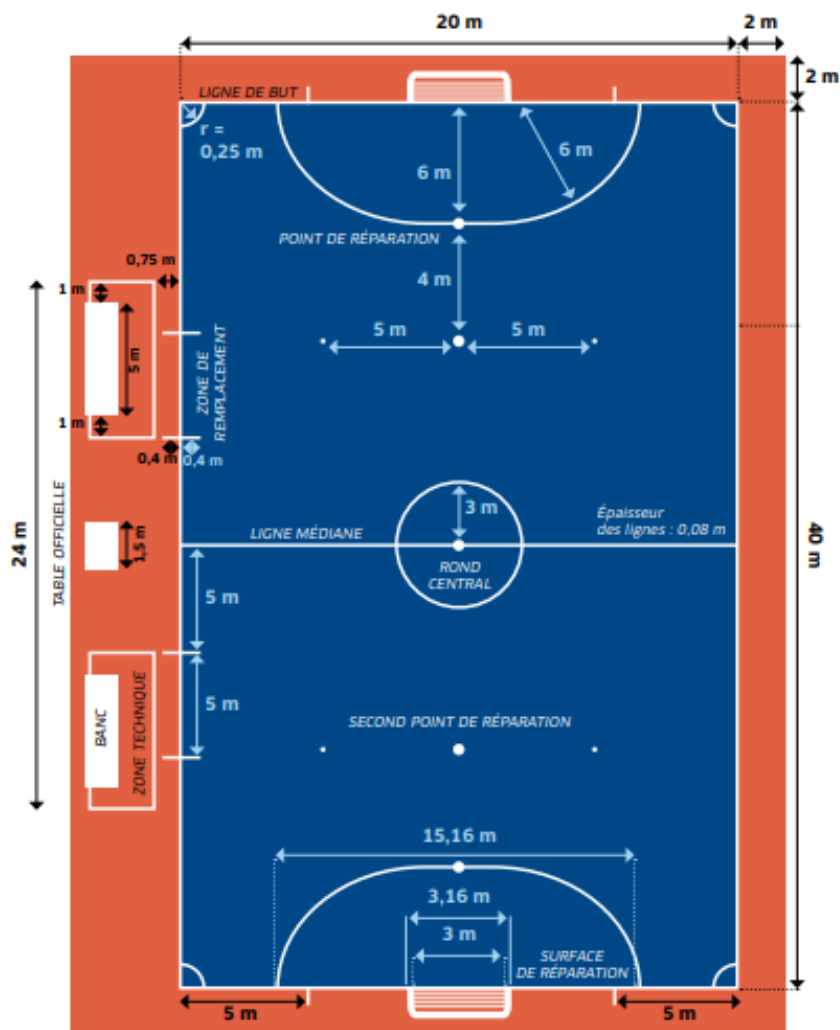 20 m
2 m
2 m
LIGNE DE BUT
r =
0,25 m
6 m
6 m
POINT DE RÉPARATION
0,75 m
4 m
1 m
5 m
5 m
5 m
ZONE DE
REMPLACEMENT
1 m
0,4 m
0,4 m
24 m
TABLE OFFICIELLE
1,5 m
3 m
LIGNE MÉDIANE
Épaisseur
des lignes : 0,08 m
40 m
ROND
CENTRAL
5 m
5 m
BANC
ZONE TECHNIQUE
SECOND POINT DE RÉPARATION
15,16 m
3,16 m
3 m
SURFACE
DE RÉPARATION
5 m
5 m